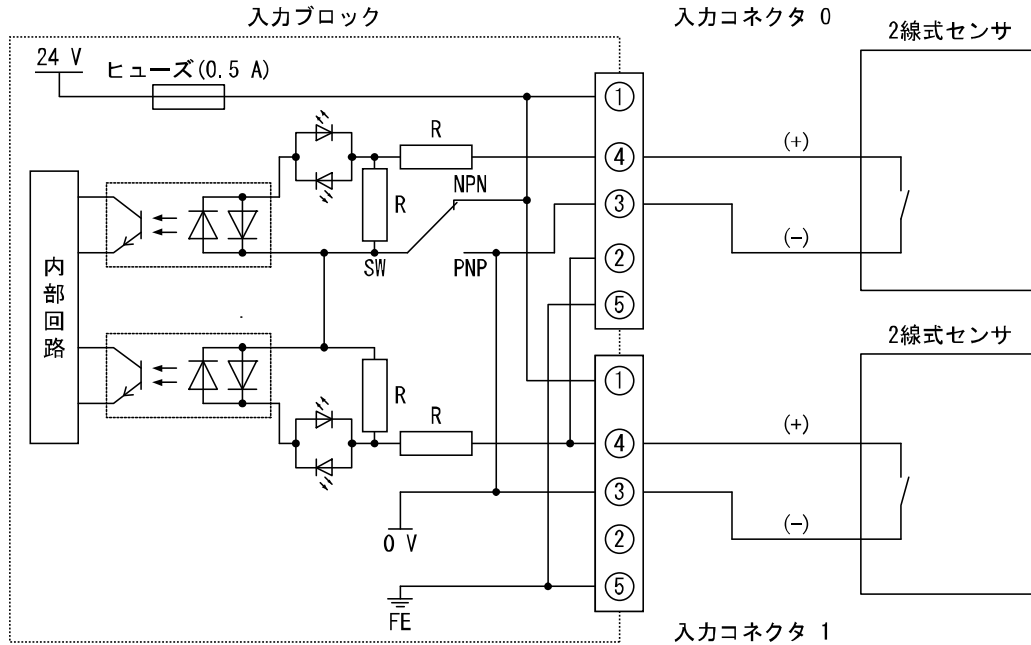 入力ブロック
入力コネクタ 0
2線式センサ
24 V
ヒューズ(0.5 A)
①
R
(+)
④
NPN
R
③
(-)
SW
PNP
②
内部回路
⑤
2線式センサ
①
R
R
(+)
④
③
(-)
0 V
②
⑤
FE
入力コネクタ 1